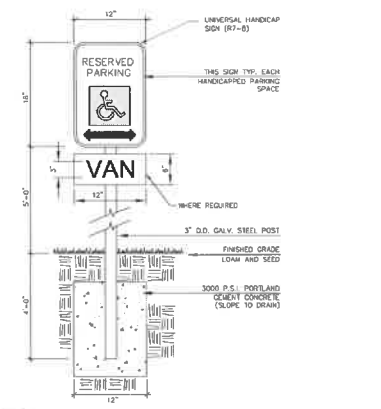 12"
UNIVERSAL HANDICAP
SIGN (R7-8)
RESERVED
PARKING
THIS SIGN TYP. EACH
HANDICAPPED PARKING
SPACE
18"
VAN
3"
6"
12"
WHERE REQUIRED
5'-0"
3" O.D. GALV. STEEL POST
FINISHED GRADE
LOAM AND SEED
3000 P.S.I. PORTLAND
CEMENT CONCRETE
(SLOPE TO DRAIN)
4'-0"
12"